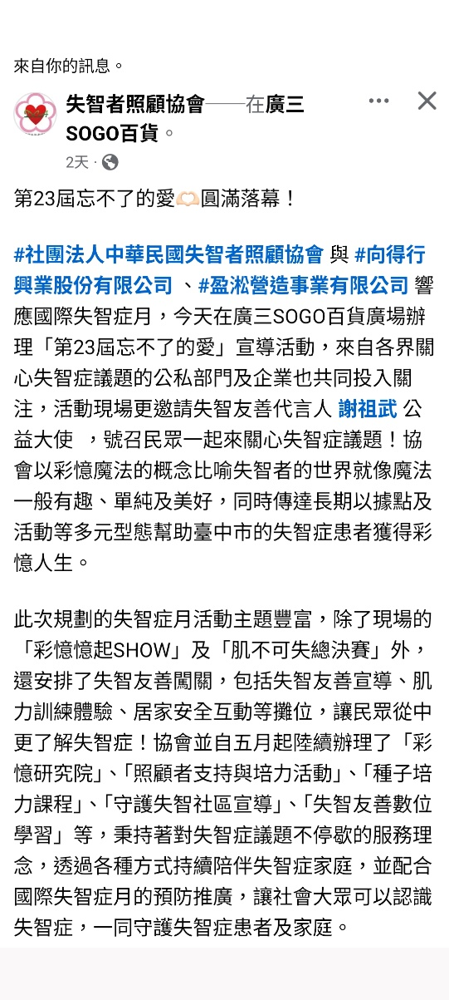 來自你的訊息。
失智者照顧協會——在廣三
SOGO百貨。
2天 ·
第23屆忘不了的愛🫶🏻圓滿落幕！
#社團法人中華民國失智者照顧協會 與 #向得行
興業股份有限公司 、#盈淞營造事業有限公司 響
應國際失智症月，今天在廣三SOGO百貨廣場辦
理「第23屆忘不了的愛」宣導活動，來自各界關
心失智症議題的公私部門及企業也共同投入關
注，活動現場更邀請失智友善代言人 謝祖武 公
益大使 ，號召民眾一起來關心失智症議題！協
會以彩憶魔法的概念比喻失智者的世界就像魔法
一般有趣、單純及美好，同時傳達長期以據點及
活動等多元型態幫助臺中市的失智症患者獲得彩
憶人生。
此次規劃的失智症月活動主題豐富，除了現場的
「彩憶憶起SHOW」及「肌不可失總決賽」外，
還安排了失智友善闖關，包括失智友善宣導、肌
力訓練體驗、居家安全互動等攤位，讓民眾從中
更了解失智症！協會並自五月起陸續辦理了「彩
憶研究院」、「照顧者支持與培力活動」、「種子培
力課程」、「守護失智社區宣導」、「失智友善數位
學習」等，秉持著對失智症議題不停歇的服務理
念，透過各種方式持續陪伴失智症家庭，並配合
國際失智症月的預防推廣，讓社會大眾可以認識
失智症，一同守護失智症患者及家庭。